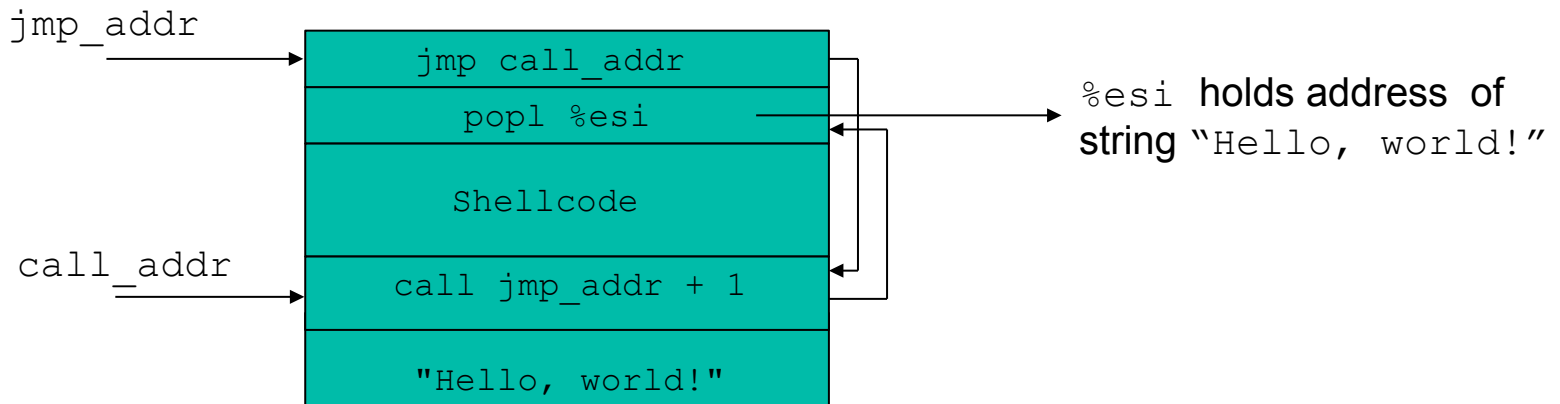 jmp_addr
jmp call_addr
popl %esi
%esi holds address of
string “Hello, world!”
Shellcode
call_addr
call jmp_addr + 1
"Hello, world!"